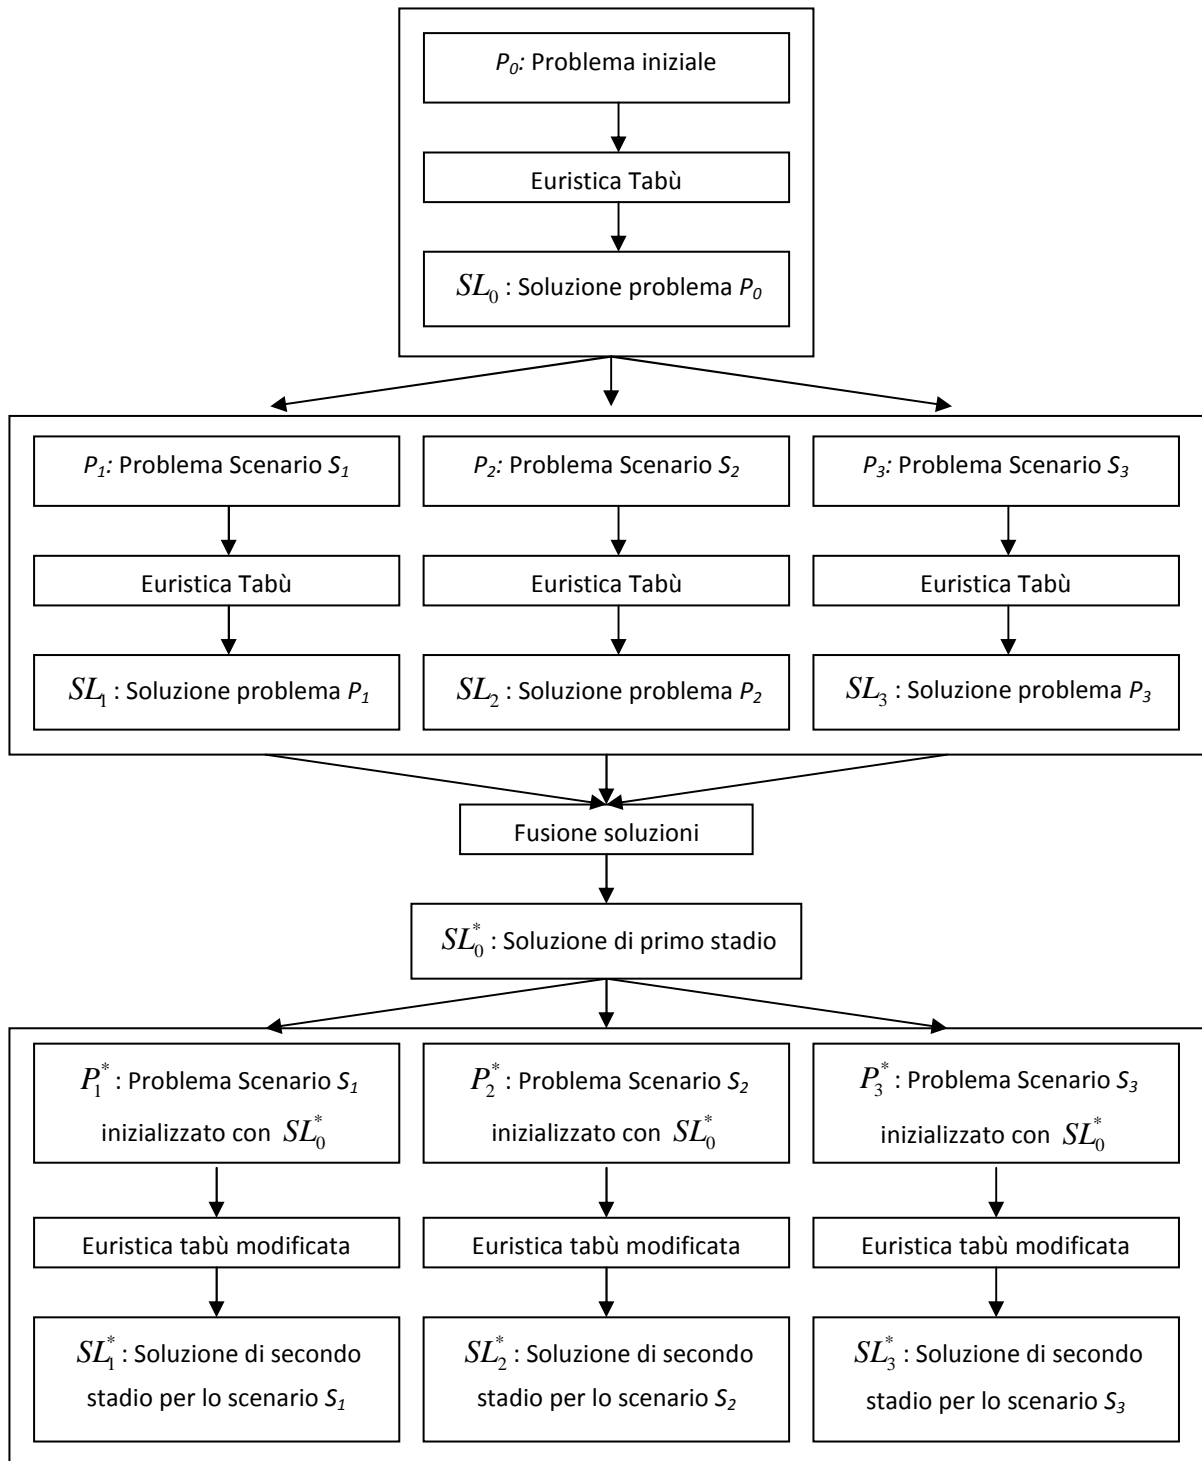 P₀: Problema iniziale
Euristica Tabù
SL₀ : Soluzione problema P₀
P₁: Problema Scenario S₁
P₂: Problema Scenario S₂
P₃: Problema Scenario S₃
Euristica Tabù
Euristica Tabù
Euristica Tabù
SL₁ : Soluzione problema P₁
SL₂ : Soluzione problema P₂
SL₃ : Soluzione problema P₃
Fusione soluzioni
SL₀* : Soluzione di primo stadio
P₁* : Problema Scenario S₁
inizializzato con SL₀*
P₂* : Problema Scenario S₂
inizializzato con SL₀*
P₃* : Problema Scenario S₃
inizializzato con SL₀*
Euristica tabù modificata
Euristica tabù modificata
Euristica tabù modificata
SL₁* : Soluzione di secondo
stadio per lo scenario S₁
SL₂* : Soluzione di secondo
stadio per lo scenario S₂
SL₃* : Soluzione di secondo
stadio per lo scenario S₃